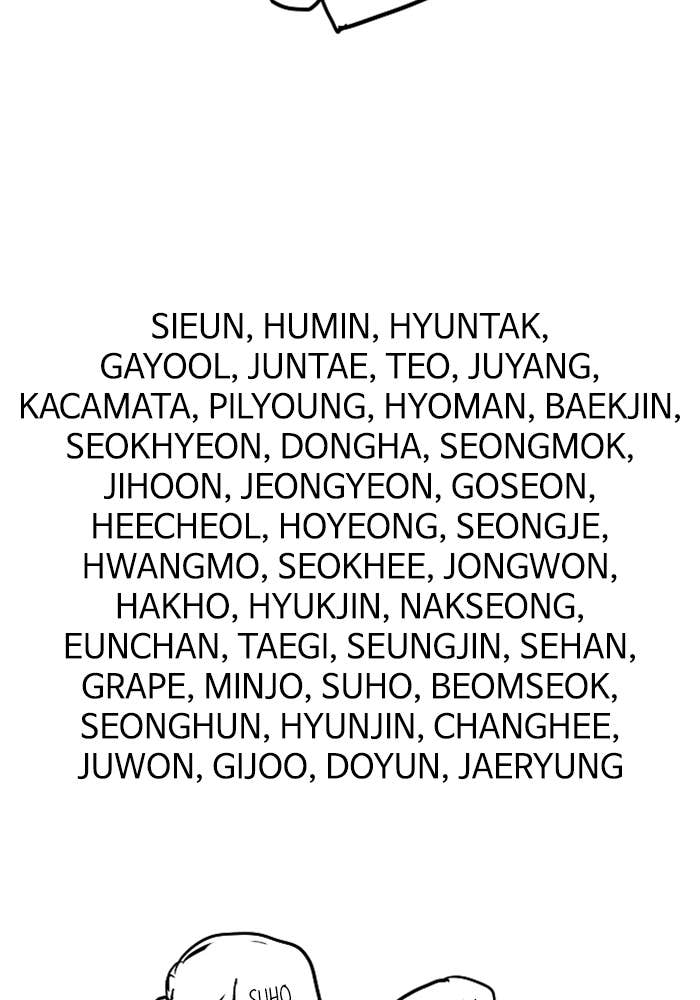 SIEUN, HUMIN, HYUNTAK,
GAYOOL, JUNTAE, TEO, JUYANG,
KACAMATA, PILYOUNG, HYOMAN, BAEKJIN,
SEOKHYEON, DONGHA, SEONGMOK,
JIHOON, JEONGYEON, GOSEON,
HEECHEOL, HOYEONG, SEONGJE,
HWANGMO, SEOKHEE, JONGWON,
HAKHO, HYUKJIN, NAKSEONG,
EUNCHAN, TAEGI, SEUNGJIN, SEHAN,
GRAPE, MINJO, SUHO, BEOMSEOK,
SEONGHUN, HYUNJIN, CHANGHEE,
JUWON, GIJOO, DOYUN, JAERYUNG
SUHO